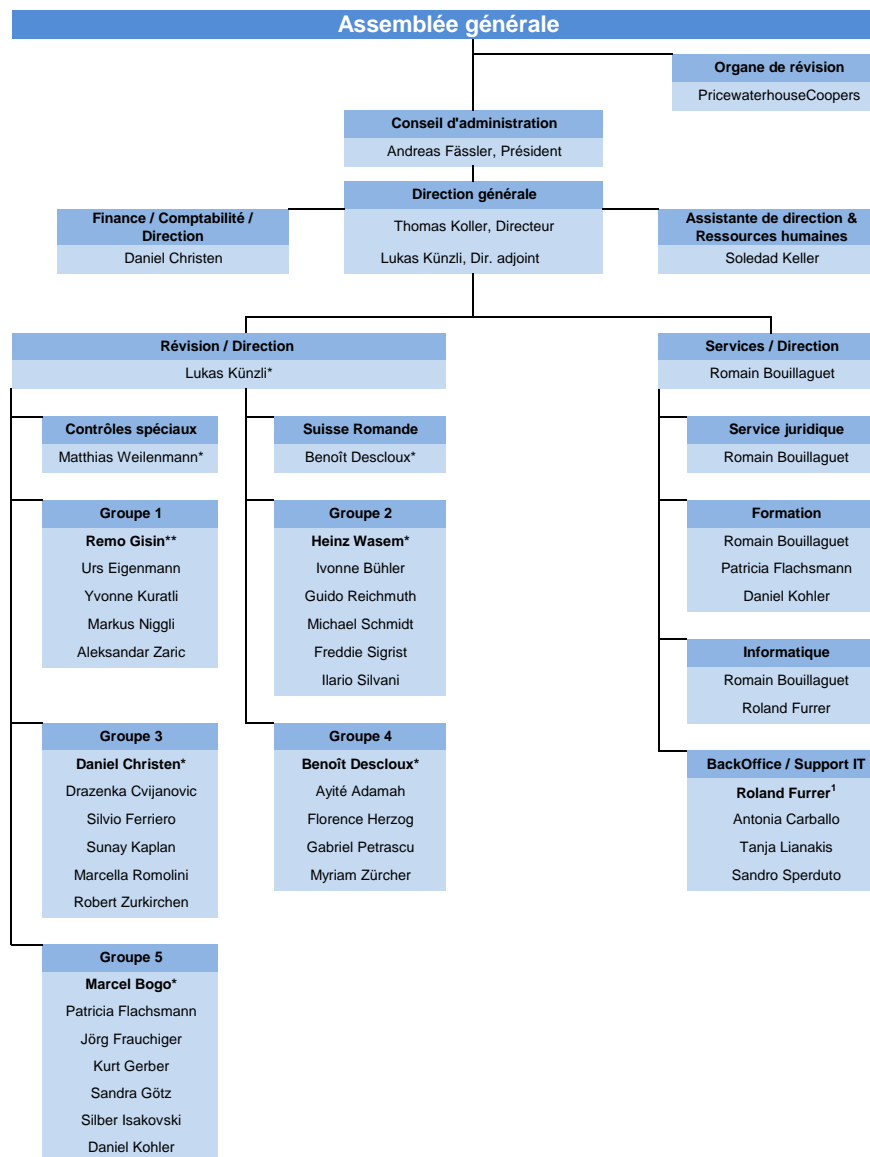 Assemblée générale
Organe de révision
PricewaterhouseCoopers
Conseil d'administration
Andreas Fässler, Président
Direction générale
Thomas Koller, Directeur
Lukas Künzli, Dir. adjoint
Finance / Comptabilité /
Direction
Daniel Christen
Assistante de direction &
Ressources humaines
Soledad Keller
Révision / Direction
Lukas Künzli*
Services / Direction
Romain Bouillaguet
Contrôles spéciaux
Matthias Weilenmann*
Suisse Romande
Benoît Descloux*
Service juridique
Romain Bouillaguet
Groupe 1
Remo Gisin**
Urs Eigenmann
Yvonne Kuratli
Markus Niggli
Aleksandar Zaric
Groupe 2
Heinz Wasem*
Ivonne Bühler
Guido Reichmuth
Michael Schmidt
Freddie Sigrist
Ilario Silvani
Formation
Romain Bouillaguet
Patricia Flachsmann
Daniel Kohler
Informatique
Romain Bouillaguet
Roland Furrer
Groupe 3
Daniel Christen*
Drazenka Cvijanovic
Silvio Ferriero
Sunay Kaplan
Marcella Romolini
Robert Zurkirchen
Groupe 4
Benoît Descloux*
Ayité Adamah
Florence Herzog
Gabriel Petrascu
Myriam Zürcher
BackOffice / Support IT
Roland Furrer¹
Antonia Carballo
Tanja Lianakis
Sandro Sperduto
Groupe 5
Marcel Bogo*
Patricia Flachsmann
Jörg Frauchiger
Kurt Gerber
Sandra Götz
Silber Isakovski
Daniel Kohler